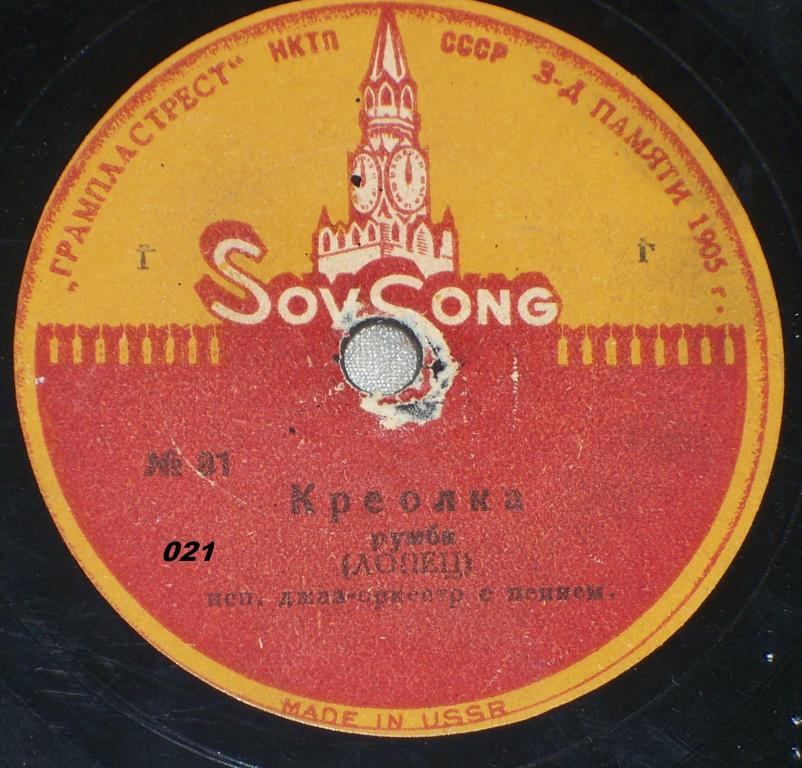 „ГРАМПЛАСТРЕСТ“ НКТП СССР З-Д ПАМЯТИ 1905 г.
г г
SOVSONG
№ 81
Креолка
румба
(ЛОПЕЦ)
021
исп. джаз-оркестр с пением.
MADE IN USSR